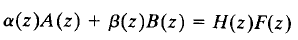 α(z)A(z) + β(z)B(z) = H(z)F(z)